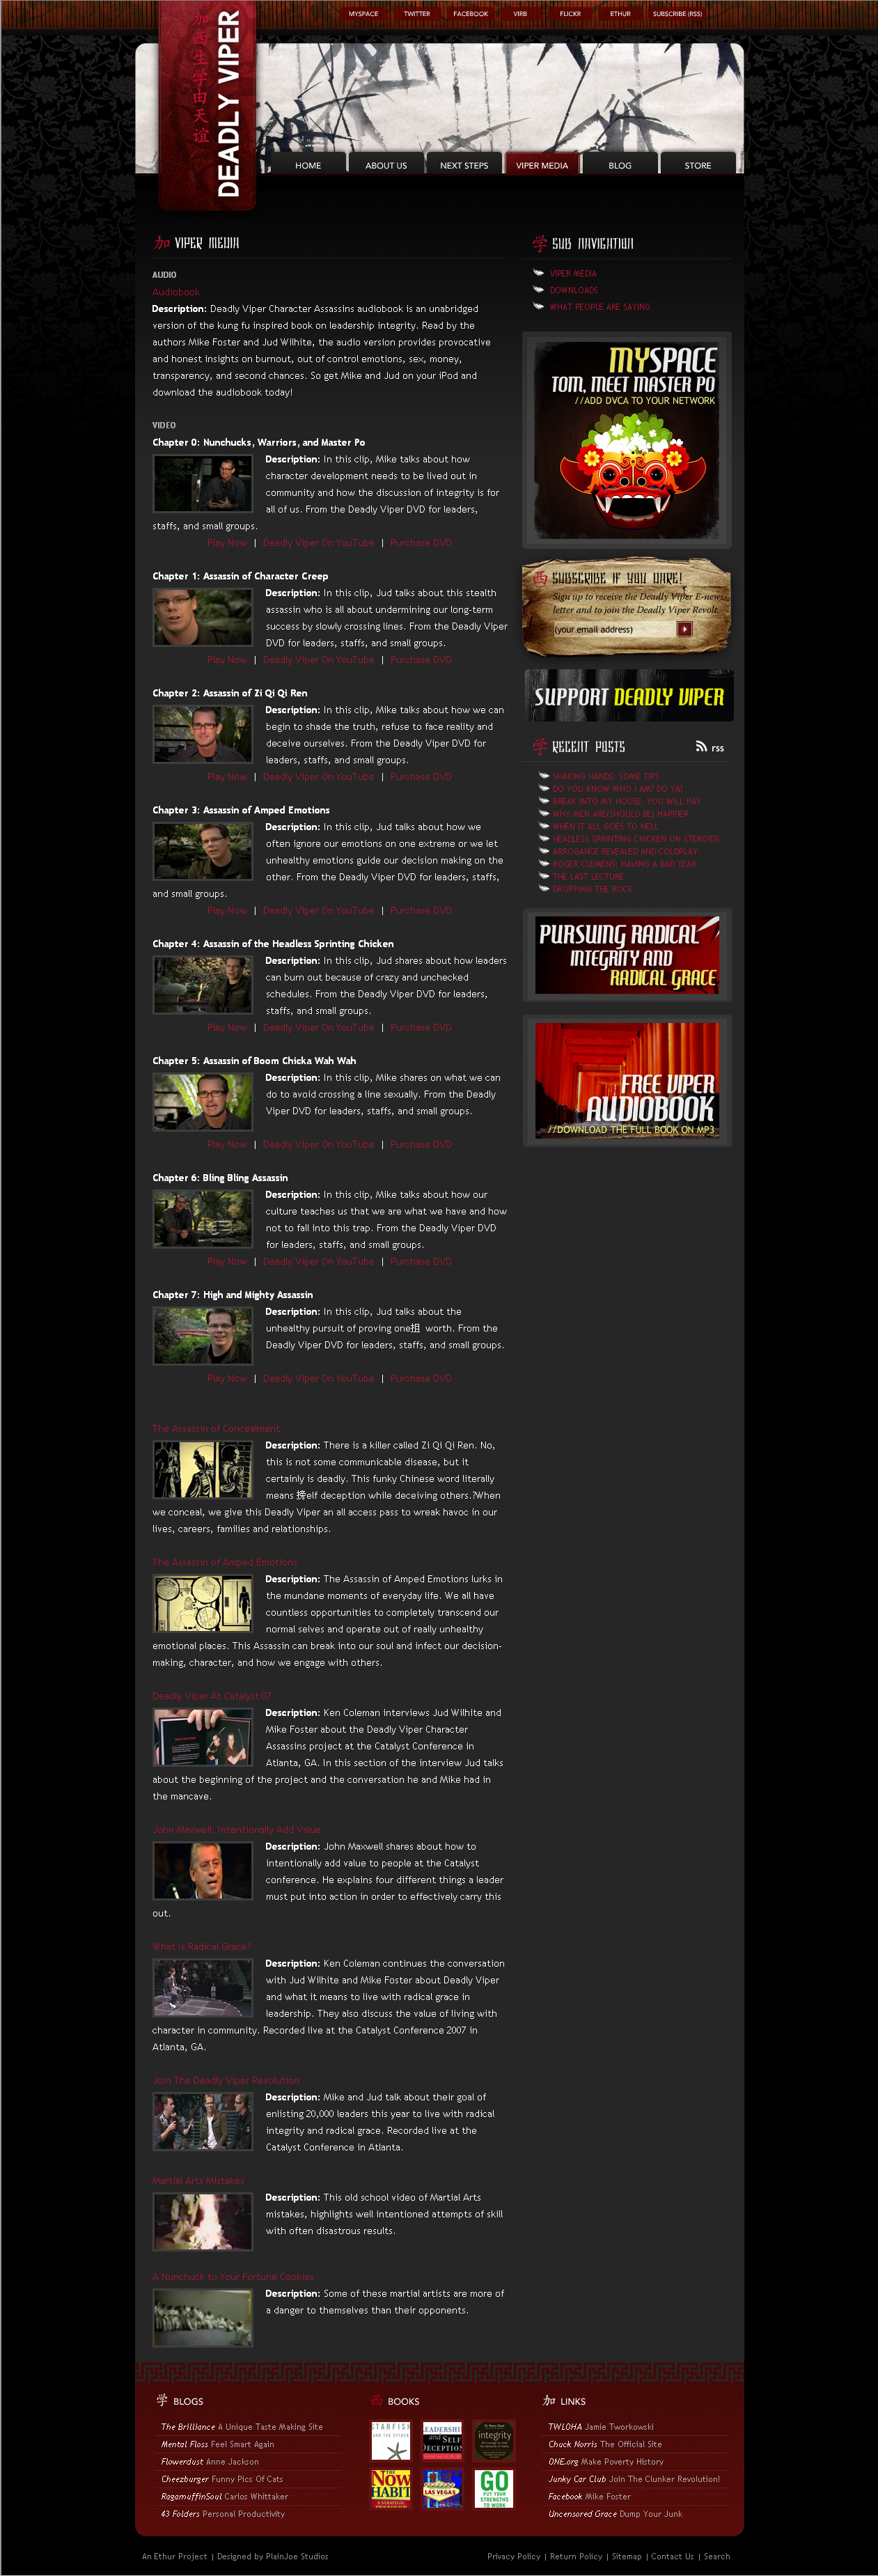 MYSPACE TWITTER FACEBOOK VIRB FLICKR ETHUR SUBSCRIBE (RSS)
加西生学由天谊
DEADLY VIPER
HOME ABOUT US NEXT STEPS VIPER MEDIA BLOG STORE
加 VIPER MEDIA
AUDIO
Audiobook
Description: Deadly Viper Character Assassins audiobook is an unabridged
version of the kung fu inspired book on leadership integrity. Read by the
authors Mike Foster and Jud Wilhite, the audio version provides provocative
and honest insights on burnout, out of control emotions, sex, money,
transparency, and second chances. So get Mike and Jud on your iPod and
download the audiobook today!
VIDEO
Chapter 0: Nunchucks, Warriors, and Master Po
Description: In this clip, Mike talks about how
character development needs to be lived out in
community and how the discussion of integrity is for
all of us. From the Deadly Viper DVD for leaders,
staffs, and small groups.
Play Now | Deadly Viper On YouTube | Purchase DVD
Chapter 1: Assassin of Character Creep
Description: In this clip, Jud talks about this stealth
assassin who is all about undermining our long-term
success by slowly crossing lines. From the Deadly Viper
DVD for leaders, staffs, and small groups.
Play Now | Deadly Viper On YouTube | Purchase DVD
Chapter 2: Assassin of Zi Qi Qi Ren
Description: In this clip, Mike talks about how we can
begin to shade the truth, refuse to face reality and
deceive ourselves. From the Deadly Viper DVD for
leaders, staffs, and small groups.
Play Now | Deadly Viper On YouTube | Purchase DVD
Chapter 3: Assassin of Amped Emotions
Description: In this clip, Jud talks about how we
often ignore our emotions on one extreme or we let
unhealthy emotions guide our decision making on the
other. From the Deadly Viper DVD for leaders, staffs,
and small groups.
Play Now | Deadly Viper On YouTube | Purchase DVD
Chapter 4: Assassin of the Headless Sprinting Chicken
Description: In this clip, Jud shares about how leaders
can burn out because of crazy and unchecked
schedules. From the Deadly Viper DVD for leaders,
staffs, and small groups.
Play Now | Deadly Viper On YouTube | Purchase DVD
Chapter 5: Assassin of Boom Chicka Wah Wah
Description: In this clip, Mike shares on what we can
do to avoid crossing a line sexually. From the Deadly
Viper DVD for leaders, staffs, and small groups.
Play Now | Deadly Viper On YouTube | Purchase DVD
Chapter 6: Bling Bling Assassin
Description: In this clip, Mike talks about how our
culture teaches us that we are what we have and how
not to fall into this trap. From the Deadly Viper DVD
for leaders, staffs, and small groups.
Play Now | Deadly Viper On YouTube | Purchase DVD
Chapter 7: High and Mighty Assassin
Description: In this clip, Jud talks about the
unhealthy pursuit of proving one抯 worth. From the
Deadly Viper DVD for leaders, staffs, and small groups.
Play Now | Deadly Viper On YouTube | Purchase DVD
The Assassin of Concealment
Description: There is a killer called Zi Qi Qi Ren. No,
this is not some communicable disease, but it
certainly is deadly. This funky Chinese word literally
means 搒elf deception while deceiving others.?When
we conceal, we give this Deadly Viper an all access pass to wreak havoc in our
lives, careers, families and relationships.
The Assassin of Amped Emotions
Description: The Assassin of Amped Emotions lurks in
the mundane moments of everyday life. We all have
countless opportunities to completely transcend our
normal selves and operate out of really unhealthy
emotional places. This Assassin can break into our soul and infect our decision-
making, character, and how we engage with others.
Deadly Viper At Catalyst 07
Description: Ken Coleman interviews Jud Wilhite and
Mike Foster about the Deadly Viper Character
Assassins project at the Catalyst Conference in
Atlanta, GA. In this section of the interview Jud talks
about the beginning of the project and the conversation he and Mike had in
the mancave.
John Maxwell: Intentionally Add Value
Description: John Maxwell shares about how to
intentionally add value to people at the Catalyst
conference. He explains four different things a leader
must put into action in order to effectively carry this
out.
What Is Radical Grace?
Description: Ken Coleman continues the conversation
with Jud Wilhite and Mike Foster about Deadly Viper
and what it means to live with radical grace in
leadership. They also discuss the value of living with
character in community. Recorded live at the Catalyst Conference 2007 in
Atlanta, GA.
Join The Deadly Viper Revolution
Description: Mike and Jud talk about their goal of
enlisting 20,000 leaders this year to live with radical
integrity and radical grace. Recorded live at the
Catalyst Conference in Atlanta.
Martial Arts Mistakes
Description: This old school video of Martial Arts
mistakes, highlights well intentioned attempts of skill
with often disastrous results.
A Nunchuck to Your Fortune Cookies
Description: Some of these martial artists are more of
a danger to themselves than their opponents.
学 SUB NAVIGATION
VIPER MEDIA
DOWNLOADS
WHAT PEOPLE ARE SAYING
MYSPACE
TOM, MEET MASTER PO
//ADD DVCA TO YOUR NETWORK
西 SUBSCRIBE IF YOU DARE!
Sign up to receive the Deadly Viper E-news-
letter and to join the Deadly Viper Revolt.
(your email address)
SUPPORT DEADLY VIPER
学 RECENT POSTS rss
SHAKING HANDS: SOME TIPS
DO YOU KNOW WHO I AM? DO YA?
BREAK INTO MY HOUSE: YOU WILL PAY
WHY MEN ARE(SHOULD BE) HAPPIER
WHEN IT ALL GOES TO HELL
HEADLESS SPRINTING CHICKEN ON STEROIDS
ARROGANCE REVEALED AND COLDPLAY
ROGER CLEMENS: HAVING A BAD YEAR
THE LAST LECTURE
DROPPING THE ROCK
PURSUING RADICAL
INTEGRITY AND
RADICAL GRACE
FREE VIPER
AUDIOBOOK
//DOWNLOAD THE FULL BOOK ON MP3
学 BLOGS
The Brilliance A Unique Taste Making Site
Mental Floss Feel Smart Again
Flowerdust Anne Jackson
Cheezburger Funny Pics Of Cats
RagamuffinSoul Carlos Whittaker
43 Folders Personal Productivity
西 BOOKS
STARFISH
LEADERSHIP
and SELF
DECEPTION
integrity
The
NOW
HABIT
LAS VEGAS
GO
PUT YOUR
STRENGTHS
TO WORK
加 LINKS
TWLOHA Jamie Tworkowski
Chuck Norris The Official Site
ONE.org Make Poverty History
Junky Car Club Join The Clunker Revolution!
Facebook Mike Foster
Uncensored Grace Dump Your Junk
An Ethur Project | Designed by PlainJoe Studios
Privacy Policy | Return Policy | Sitemap | Contact Us | Search